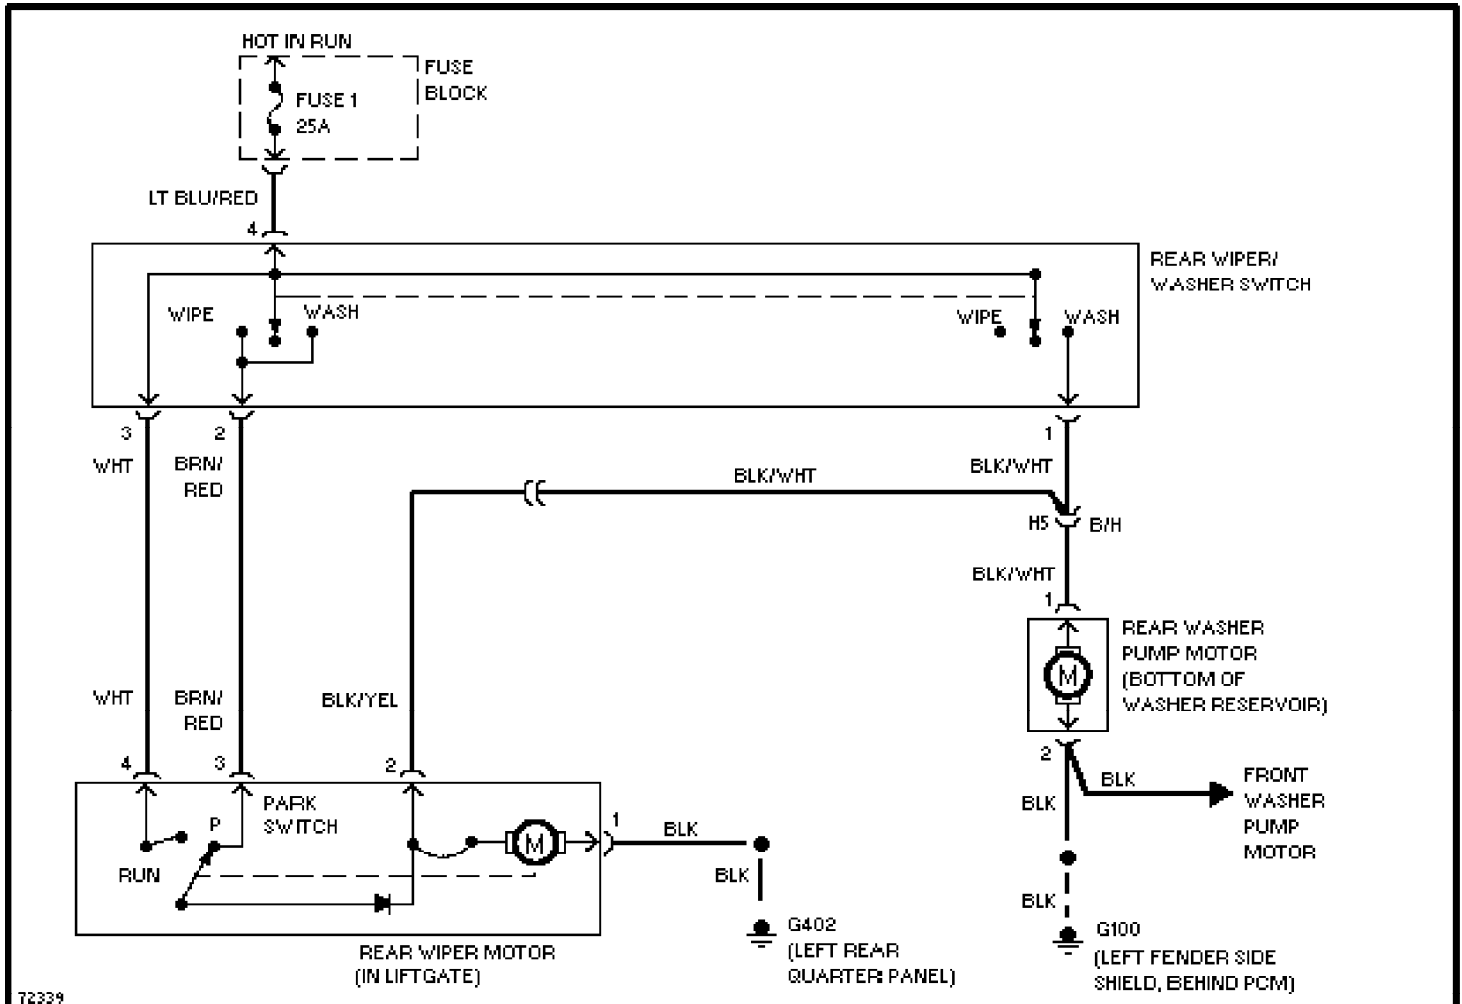 HOT IN RUN
FUSE
BLOCK
FUSE 1
25A
LT BLU/RED
4
REAR WIPER/
WASHER SWITCH
WIPE
WASH
WIPE
WASH
3
2
1
WHT
BRN/
RED
BLK/WHT
BLK/WHT
H5
B/H
BLK/WHT
1
REAR WASHER
PUMP MOTOR
(BOTTOM OF
WASHER RESERVOIR)
M
WHT
BRN/
RED
BLK/YEL
4
3
2
2
BLK
FRONT
WASHER
PUMP
MOTOR
BLK
PARK
SWITCH
P
RUN
M
1
BLK
BLK
BLK
G402
(LEFT REAR
QUARTER PANEL)
G100
(LEFT FENDER SIDE
SHIELD, BEHIND PCM)
REAR WIPER MOTOR
(IN LIFTGATE)
72339